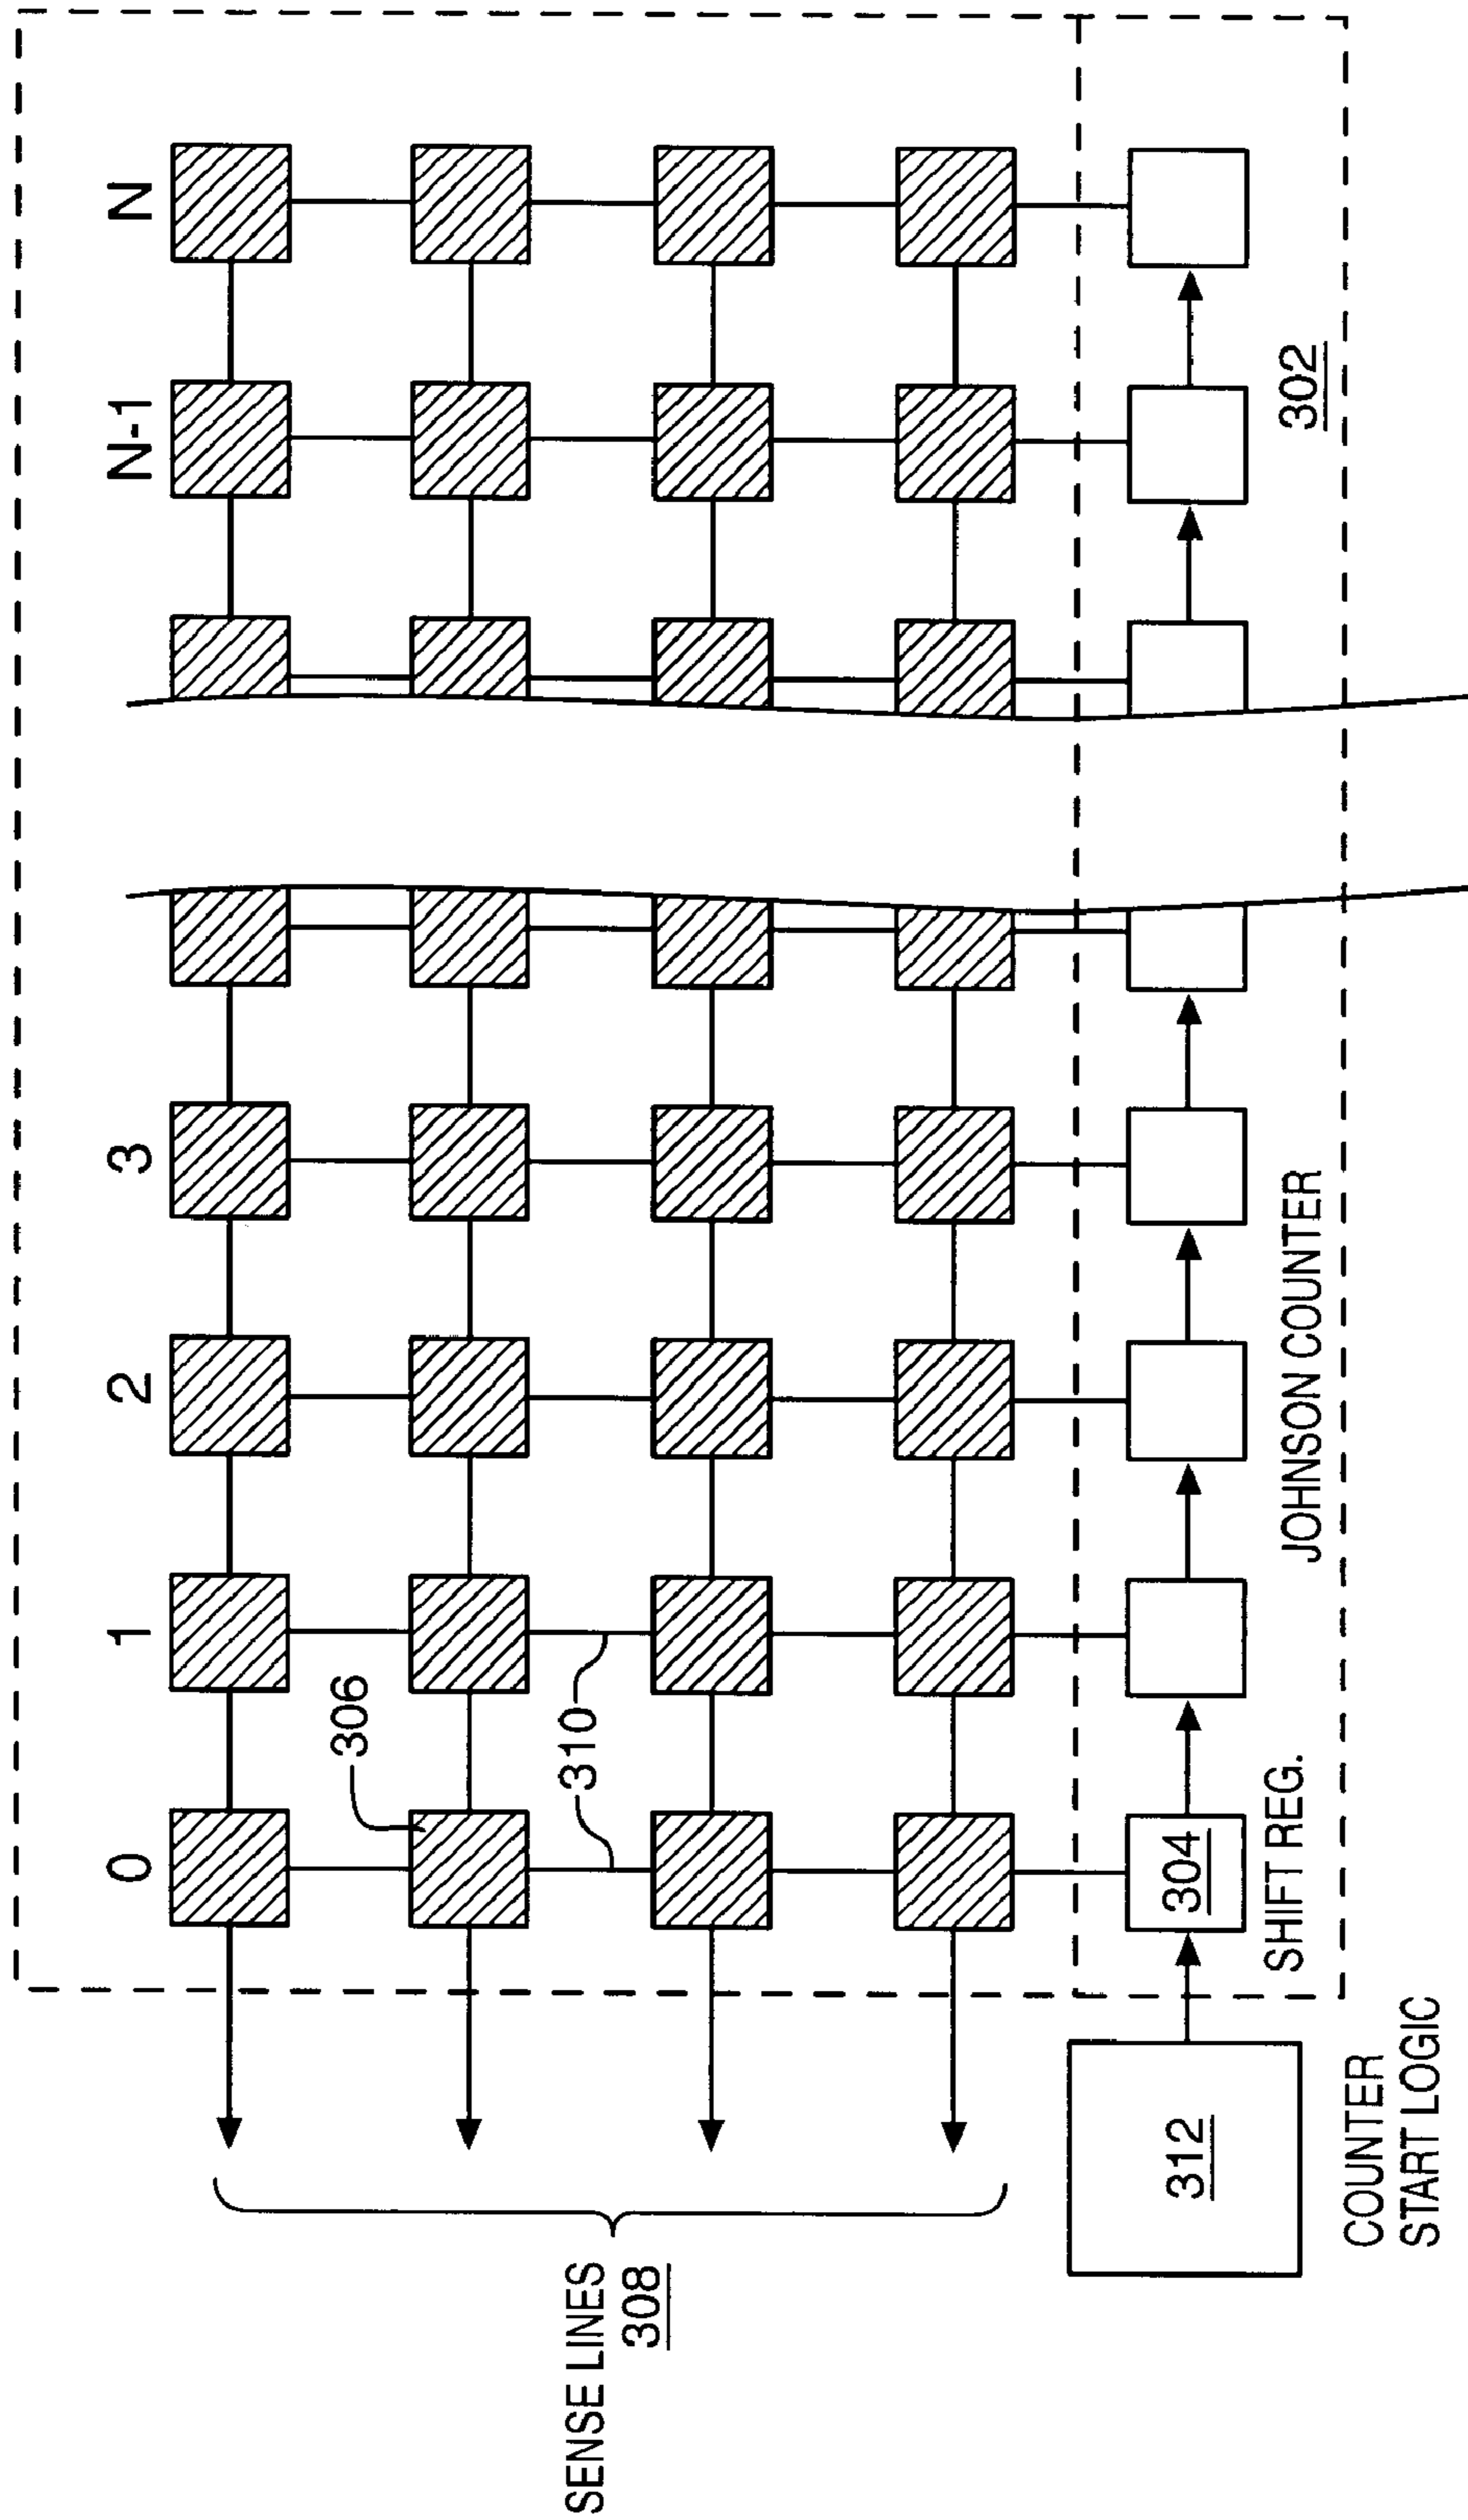 0 1 2 3 N-1 N
306
310
SENSE LINES
308
312
304
SHIFT REG.
JOHNSON COUNTER
302
COUNTER
START LOGIC